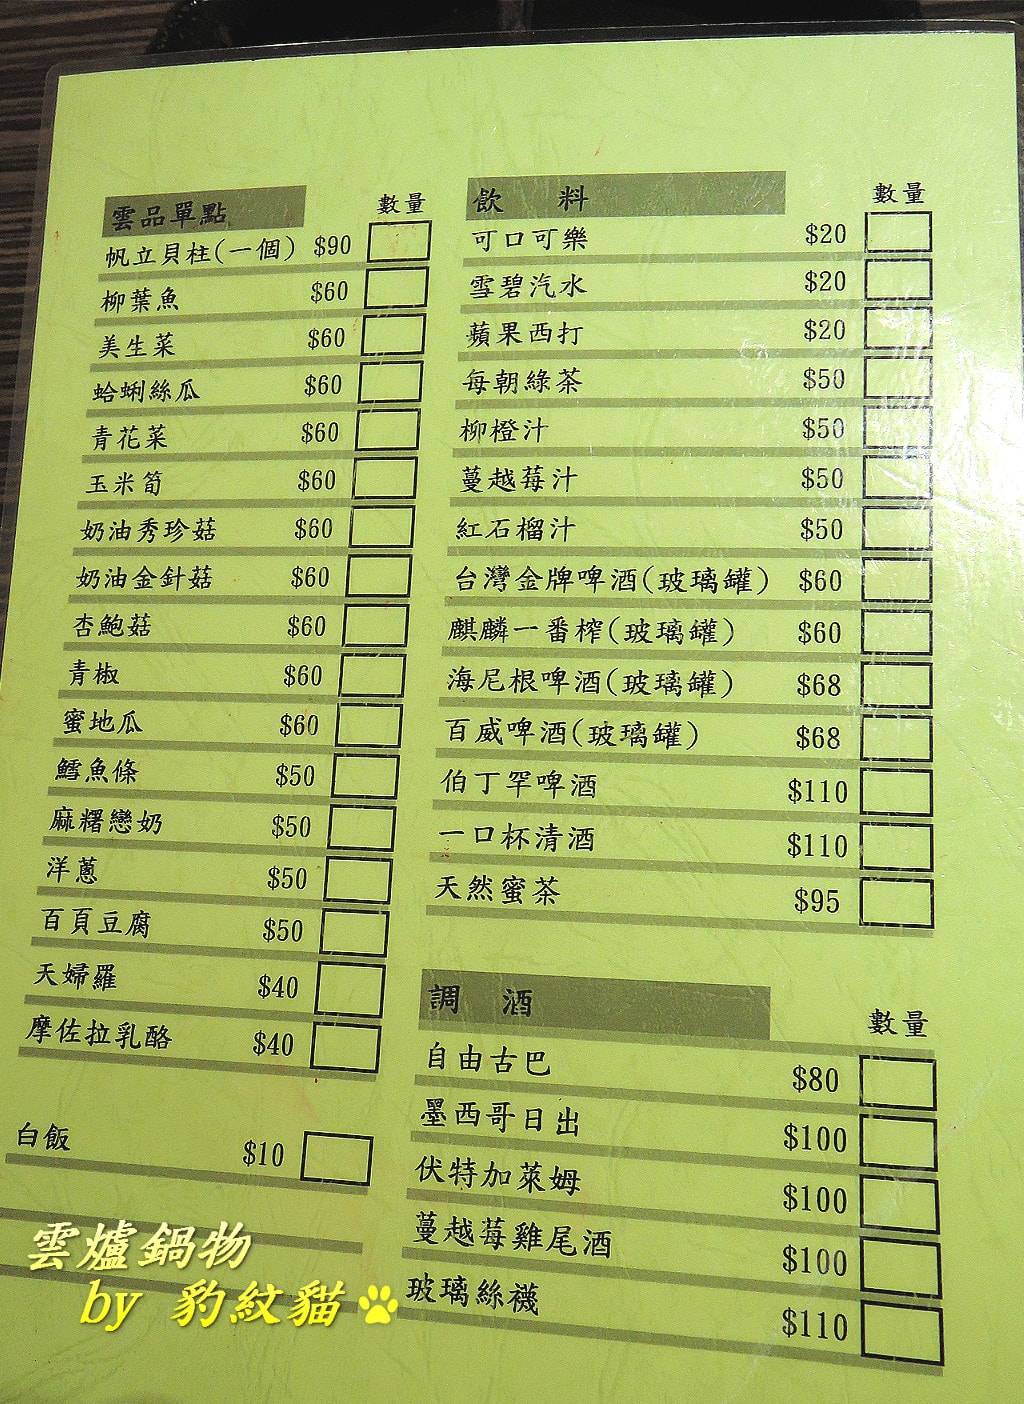 雲品單點 數量
帆立貝柱(一個) $90
柳葉魚 $60
美生菜 $60
蛤蜊絲瓜 $60
青花菜 $60
玉米筍 $60
奶油秀珍菇 $60
奶油金針菇 $60
杏鮑菇 $60
青椒 $60
蜜地瓜 $60
鱈魚條 $50
麻糬戀奶 $50
洋蔥 $50
百頁豆腐 $50
天婦羅 $40
摩佐拉乳酪 $40
白飯 $10
飲 料 數量
可口可樂 $20
雪碧汽水 $20
蘋果西打 $20
每朝綠茶 $50
柳橙汁 $50
蔓越莓汁 $50
紅石榴汁 $50
台灣金牌啤酒(玻璃罐) $60
麒麟一番榨(玻璃罐) $60
海尼根啤酒(玻璃罐) $68
百威啤酒(玻璃罐) $68
伯丁罕啤酒 $110
一口杯清酒 $110
天然蜜茶 $95
調 酒 數量
自由古巴 $80
墨西哥日出 $100
伏特加萊姆 $100
蔓越莓雞尾酒 $100
玻璃絲襪 $110
雲爐鍋物
by 豹紋貓